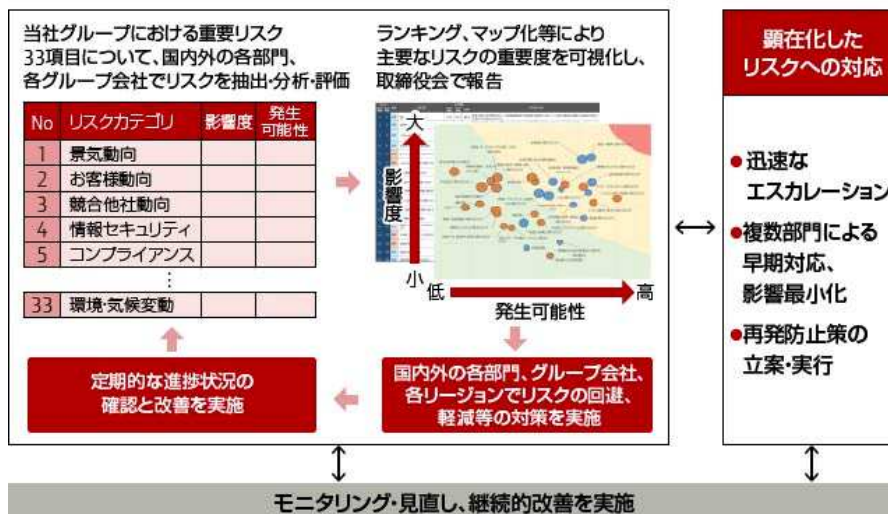 当社グループにおける重要リスク
33項目について、国内外の各部門、
各グループ会社でリスクを抽出・分析・評価
No リスクカテゴリ 影響度 発生可能性
1 景気動向
2 お客様動向
3 競合他社動向
4 情報セキュリティ
5 コンプライアンス
⋮
33 環境・気候変動
ランキング、マップ化等により
主要なリスクの重要度を可視化し、
取締役会で報告
大
影響度
小
低
高
発生可能性
国内外の各部門、グループ会社、
各リージョンでリスクの回避、
軽減等の対策を実施
定期的な進捗状況の
確認と改善を実施
顕在化した
リスクへの対応
●迅速な
エスカレーション
●複数部門による
早期対応、
影響最小化
●再発防止策の
立案・実行
モニタリング・見直し、継続的改善を実施